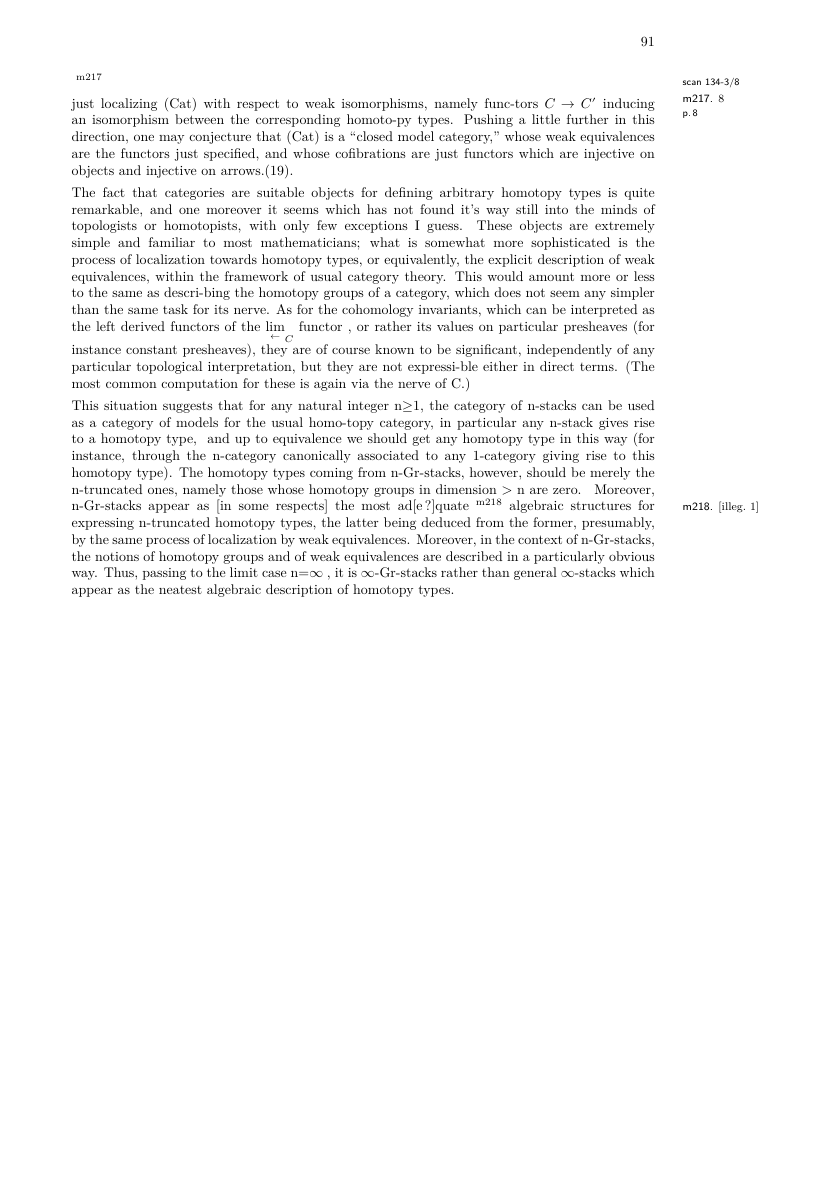 91
m217
scan 134-3/8
m217. 8
p. 8
just localizing (Cat) with respect to weak isomorphisms, namely func-tors C → C′ inducing
an isomorphism between the corresponding homoto-py types. Pushing a little further in this
direction, one may conjecture that (Cat) is a “closed model category,” whose weak equivalences
are the functors just specified, and whose cofibrations are just functors which are injective on
objects and injective on arrows.(19).
The fact that categories are suitable objects for defining arbitrary homotopy types is quite
remarkable, and one moreover it seems which has not found it’s way still into the minds of
topologists or homotopists, with only few exceptions I guess. These objects are extremely
simple and familiar to most mathematicians; what is somewhat more sophisticated is the
process of localization towards homotopy types, or equivalently, the explicit description of weak
equivalences, within the framework of usual category theory. This would amount more or less
to the same as descri-bing the homotopy groups of a category, which does not seem any simpler
than the same task for its nerve. As for the cohomology invariants, which can be interpreted as
the left derived functors of the lim← C functor , or rather its values on particular presheaves (for
instance constant presheaves), they are of course known to be significant, independently of any
particular topological interpretation, but they are not expressi-ble either in direct terms. (The
most common computation for these is again via the nerve of C.)
This situation suggests that for any natural integer n≥1, the category of n-stacks can be used
as a category of models for the usual homo-topy category, in particular any n-stack gives rise
to a homotopy type, and up to equivalence we should get any homotopy type in this way (for
instance, through the n-category canonically associated to any 1-category giving rise to this
homotopy type). The homotopy types coming from n-Gr-stacks, however, should be merely the
n-truncated ones, namely those whose homotopy groups in dimension > n are zero. Moreover,
n-Gr-stacks appear as [in some respects] the most ad[e ?]quate m218 algebraic structures for
m218. [illeg. 1]
expressing n-truncated homotopy types, the latter being deduced from the former, presumably,
by the same process of localization by weak equivalences. Moreover, in the context of n-Gr-stacks,
the notions of homotopy groups and of weak equivalences are described in a particularly obvious
way. Thus, passing to the limit case n=∞ , it is ∞-Gr-stacks rather than general ∞-stacks which
appear as the neatest algebraic description of homotopy types.